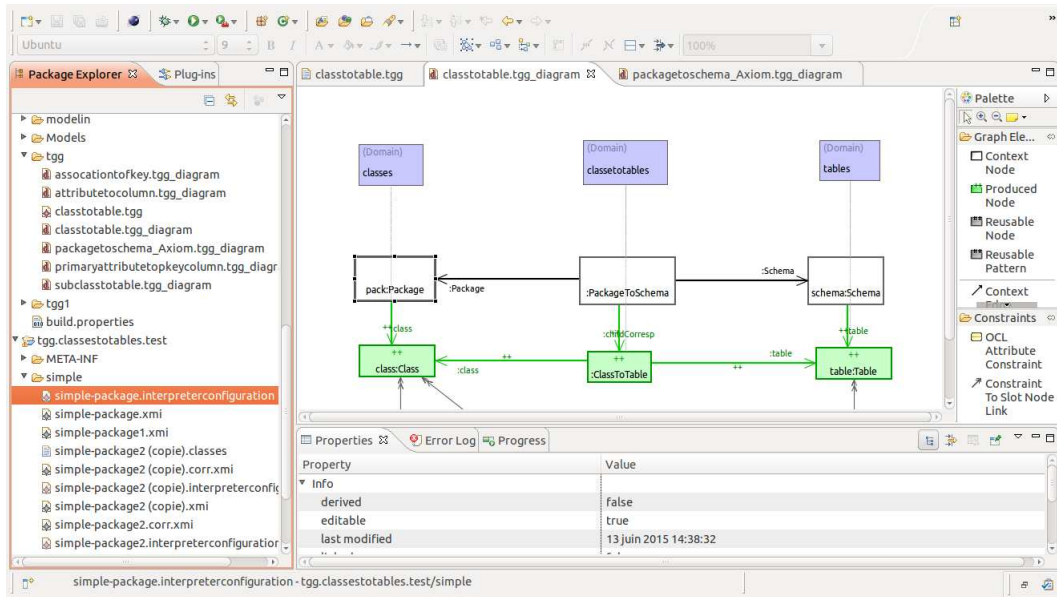 Ubuntu 9 B I A 100%
Package Explorer Plug-ins
modelin
Models
tgg
assocationtofkey.tgg_diagram
attributetocolumn.tgg_diagram
classtotable.tgg
classtotable.tgg_diagram
packagetoschema_Axiom.tgg_diagram
primaryattributetopkeycolumn.tgg_diagr
subclasstotable.tgg_diagram
tgg1
build.properties
tgg.classestotables.test
META-INF
simple
simple-package.interpreterconfiguration
simple-package.xmi
simple-package1.xmi
simple-package2 (copie).classes
simple-package2 (copie).corr.xmi
simple-package2 (copie).interpreterconfig
simple-package2 (copie).xmi
simple-package2.corr.xmi
simple-package2.interpreterconfiguration
classtotable.tgg classtotable.tgg_diagram packagetoschema_Axiom.tgg_diagram
(Domain)
classes
(Domain)
classetotables
(Domain)
tables
pack:Package
:Package
:PackageToSchema
:Schema
schema:Schema
++class
:childCorresp
++table
++
class:Class
:class
++
++
:ClassToTable
++
:table
++
table:Table
Palette
Graph Ele...
Context
Node
Produced
Node
Reusable
Node
Reusable
Pattern
Context
Constraints
OCL
Attribute
Constraint
Constraint
To Slot Node
Link
Properties Error Log Progress
Property Value
Info
derived false
editable true
last modified 13 juin 2015 14:38:32
simple-package.interpreterconfiguration - tgg.classestotables.test/simple